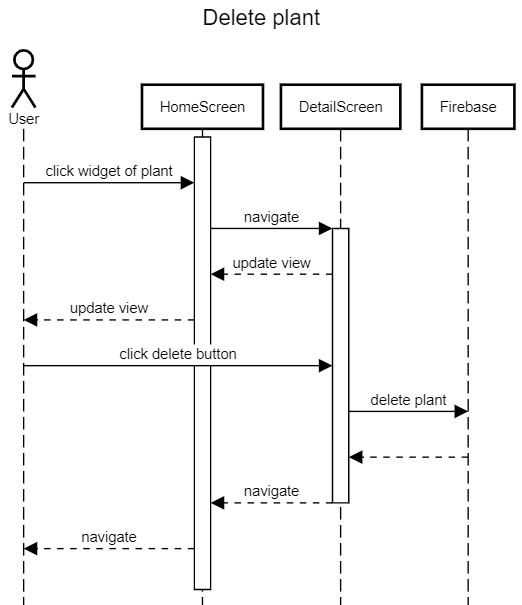 Delete plant
User
HomeScreen
DetailScreen
Firebase
click widget of plant
navigate
update view
update view
click delete button
delete plant
navigate
navigate